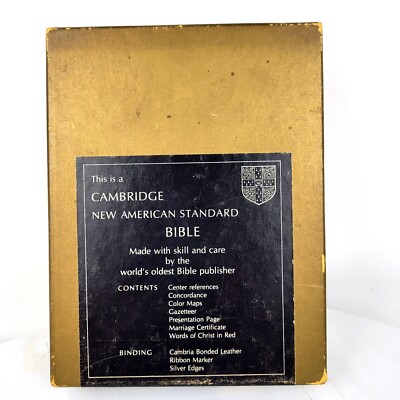 This is a
CAMBRIDGE
NEW AMERICAN STANDARD
BIBLE
Made with skill and care
by the
world's oldest Bible publisher
CONTENTS Center references
Concordance
Color Maps
Gazetteer
Presentation Page
Marriage Certificate
Words of Christ in Red
BINDING Cambria Bonded Leather
Ribbon Marker
Silver Edges